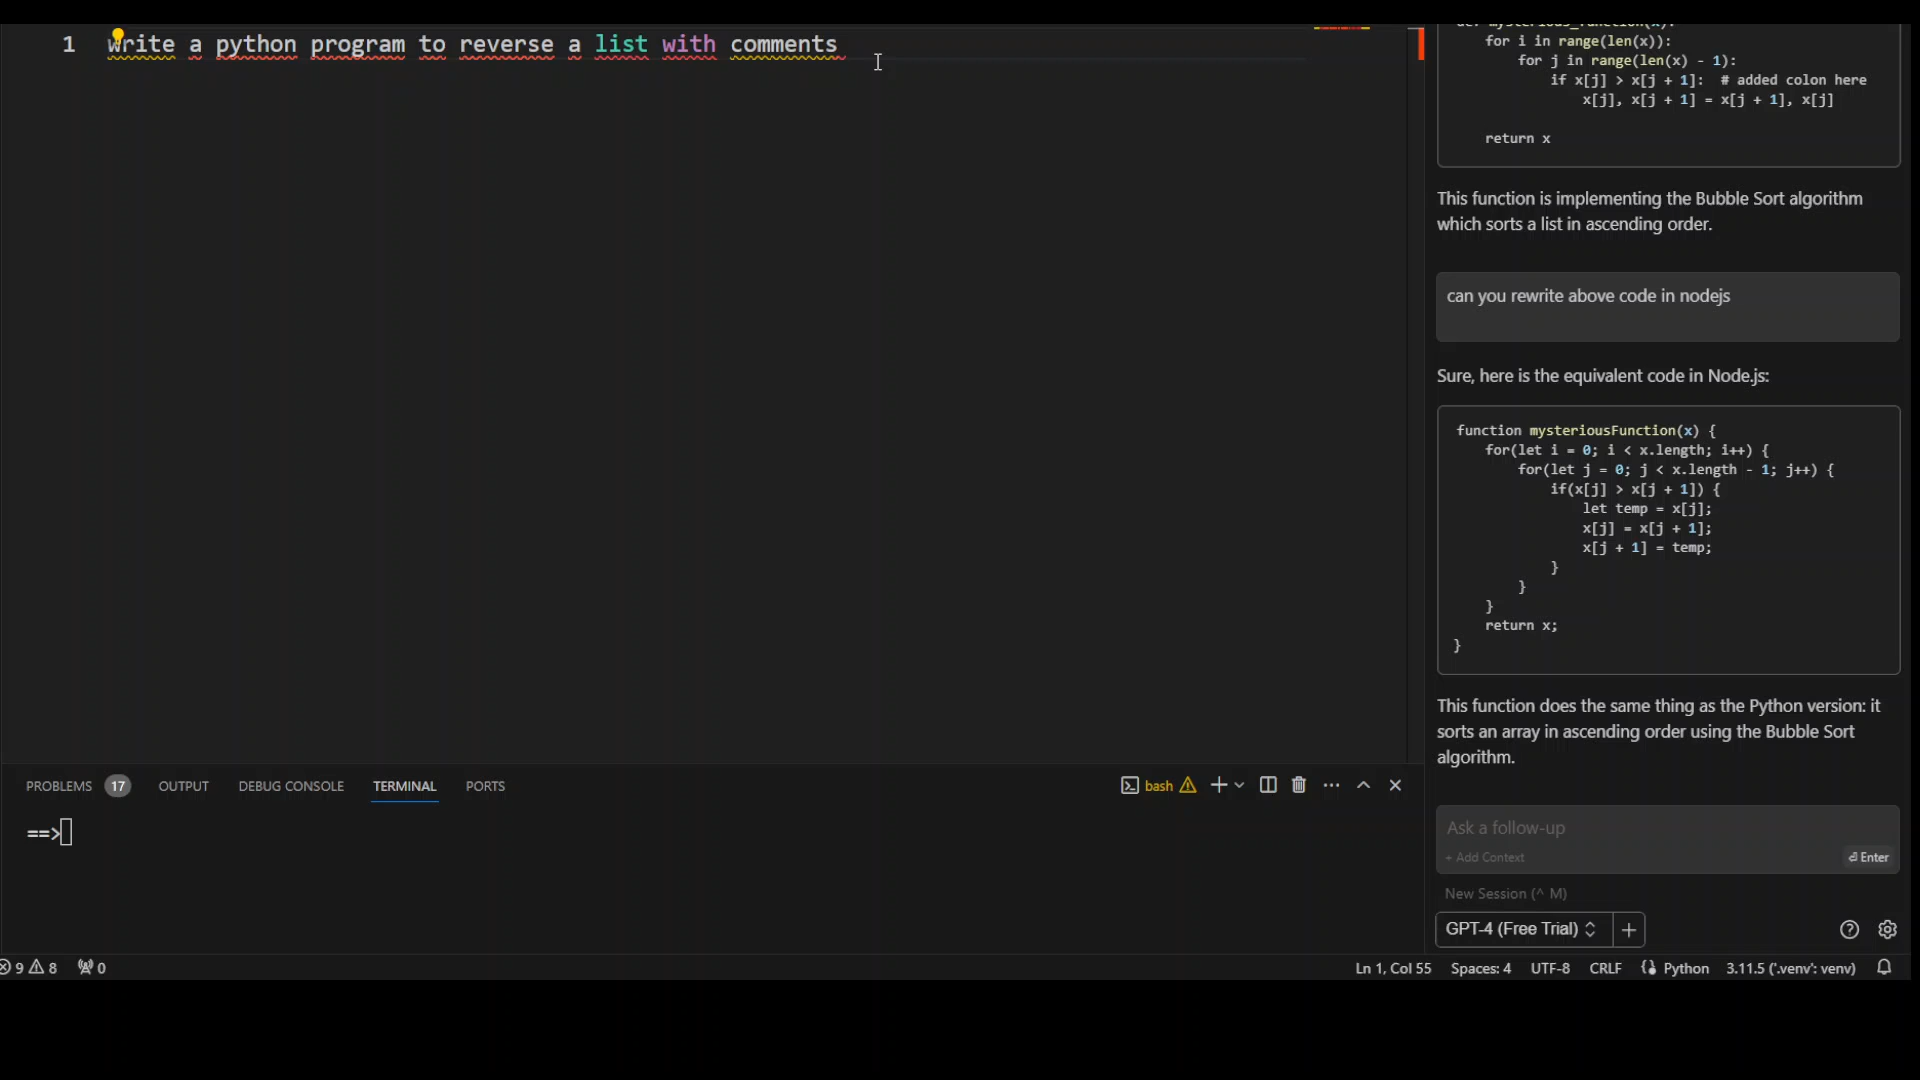 1 write a python program to reverse a list with comments
for i in range(len(x)):
for j in range(len(x) - 1):
if x[j] > x[j + 1]: # added colon here
x[j], x[j + 1] = x[j + 1], x[j]
return x
This function is implementing the Bubble Sort algorithm
which sorts a list in ascending order.
can you rewrite above code in nodejs
Sure, here is the equivalent code in Node.js:
function mysteriousFunction(x) {
for(let i = 0; i < x.length; i++) {
for(let j = 0; j < x.length - 1; j++) {
if(x[j] > x[j + 1]) {
let temp = x[j];
x[j] = x[j + 1];
x[j + 1] = temp;
}
}
}
return x;
}
This function does the same thing as the Python version: it
sorts an array in ascending order using the Bubble Sort
algorithm.
PROBLEMS 17 OUTPUT DEBUG CONSOLE TERMINAL PORTS
bash
==>
Ask a follow-up
+ Add Context
Enter
New Session (^ M)
GPT-4 (Free Trial)
9 8 0
Ln 1, Col 55 Spaces: 4 UTF-8 CRLF Python 3.11.5 ('.venv': venv)